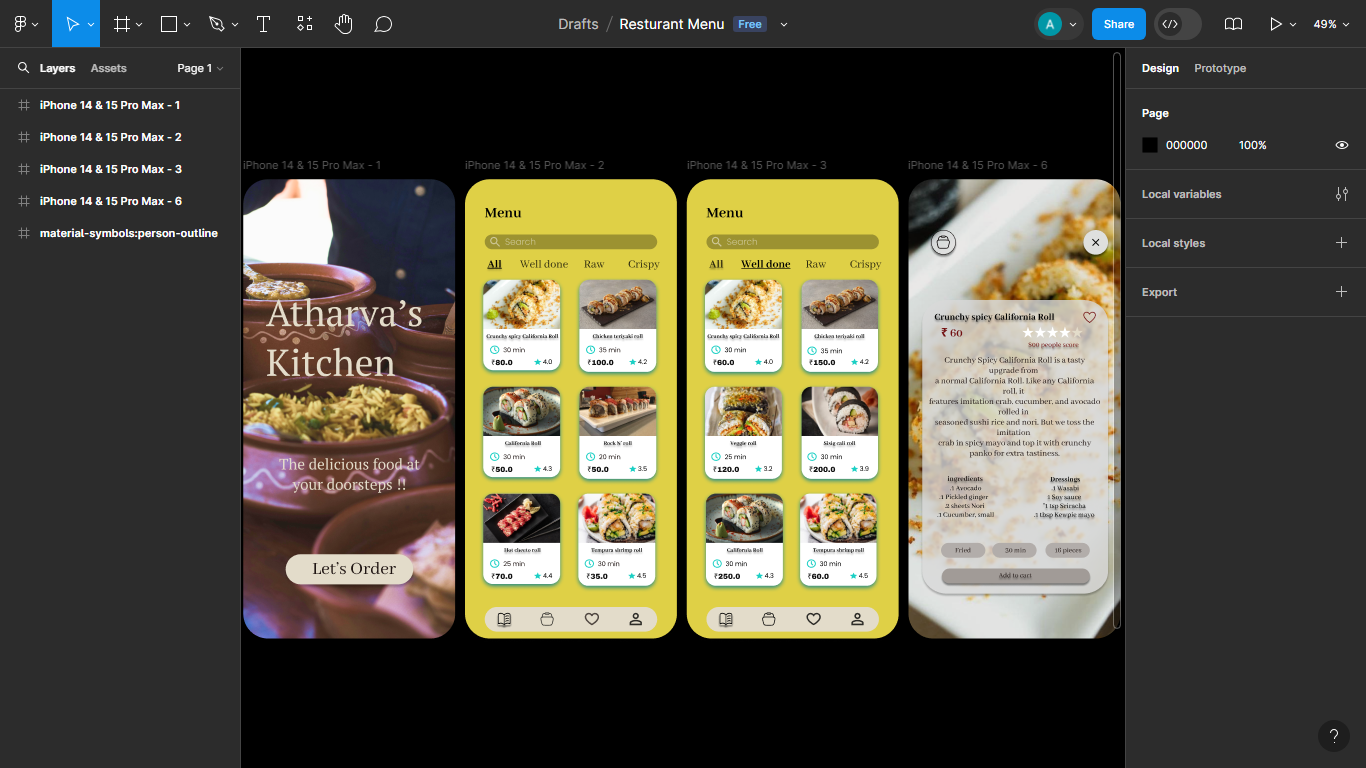 Drafts / Resturant Menu Free
A
Share
49%
Layers Assets Page 1
iPhone 14 & 15 Pro Max - 1
iPhone 14 & 15 Pro Max - 2
iPhone 14 & 15 Pro Max - 3
iPhone 14 & 15 Pro Max - 6
material-symbols:person-outline
iPhone 14 & 15 Pro Max - 1
Atharva's
Kitchen
The delicious food at
your doorsteps !!
Let's Order
iPhone 14 & 15 Pro Max - 2
Menu
Search
All Well done Raw Crispy
Crunchy spicy California Roll
30 min
₹80.0 4.0
Chicken teriyaki roll
35 min
₹100.0 4.2
California Roll
30 min
₹50.0 4.3
Rock N' roll
20 min
₹50.0 3.5
Hot cheeto roll
25 min
₹70.0 4.4
Tempura shrimp roll
30 min
₹35.0 4.5
iPhone 14 & 15 Pro Max - 3
Menu
Search
All Well done Raw Crispy
Crunchy spicy California Roll
30 min
₹60.0 4.0
Chicken teriyaki roll
35 min
₹150.0 4.2
Veggie roll
25 min
₹120.0 3.2
Sisig cali roll
30 min
₹200.0 3.9
California Roll
30 min
₹250.0 4.3
Tempura shrimp roll
30 min
₹60.0 4.5
iPhone 14 & 15 Pro Max - 6
Crunchy spicy California Roll
₹ 60
800 people score
Crunchy Spicy California Roll is a tasty
upgrade from
a normal California Roll. Like any California
roll, it
features imitation crab, cucumber, and avocado
rolled in
seasoned sushi rice and nori. But we toss the
imitation
crab in spicy mayo and top it with crunchy
panko for extra tastiness.
Ingredients
.1 Avocado
.1 Pickled ginger
.2 sheets Nori
.1 Cucumber, small
Dressings
.1 Wasabi
1 Soy sauce
"1 tsp Sriracha
.1 tbsp Kewpie mayo
Fried 30 min 16 pieces
Add to cart
Design Prototype
Page
000000 100%
Local variables
Local styles
Export
?